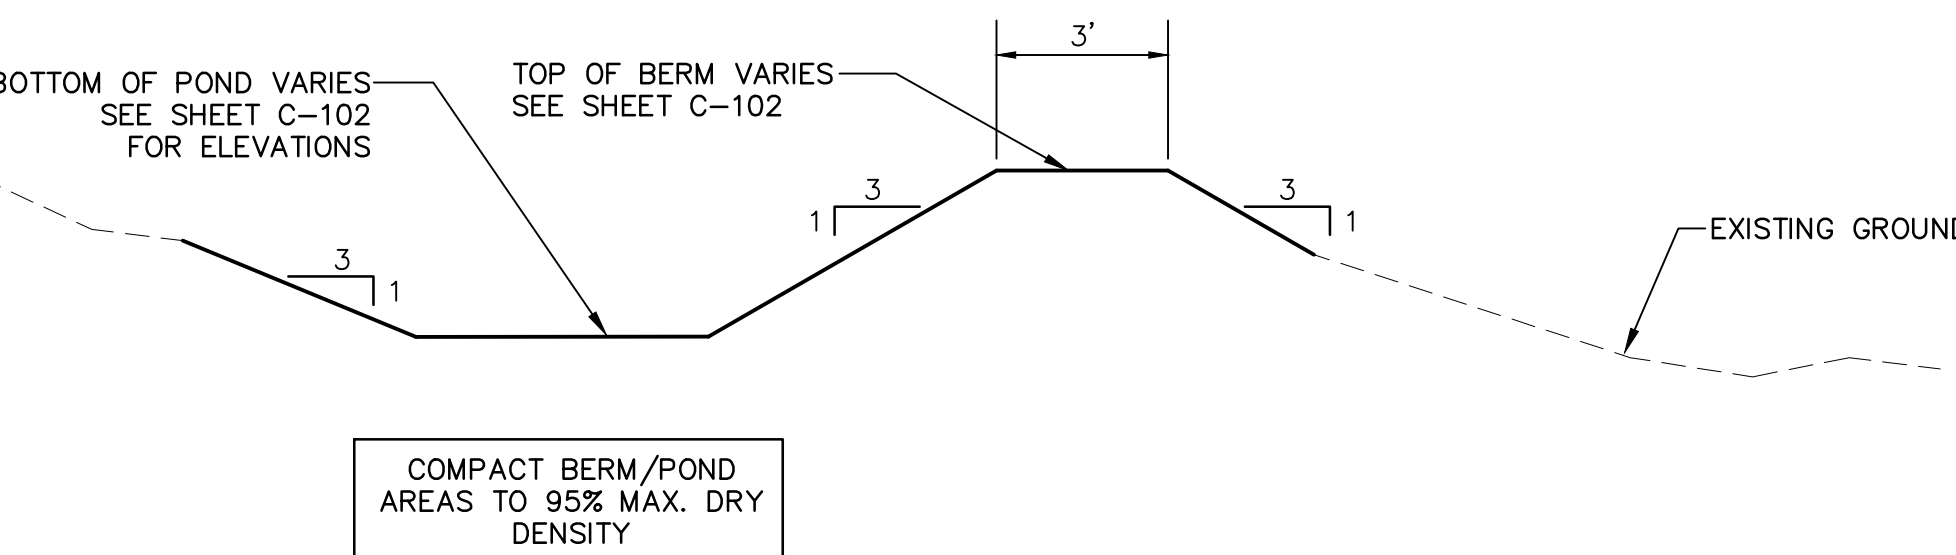 BOTTOM OF POND VARIES
SEE SHEET C-102
FOR ELEVATIONS
TOP OF BERM VARIES
SEE SHEET C-102
3'
3
1
1
3
3
1
EXISTING GROUND
COMPACT BERM/POND
AREAS TO 95% MAX. DRY
DENSITY